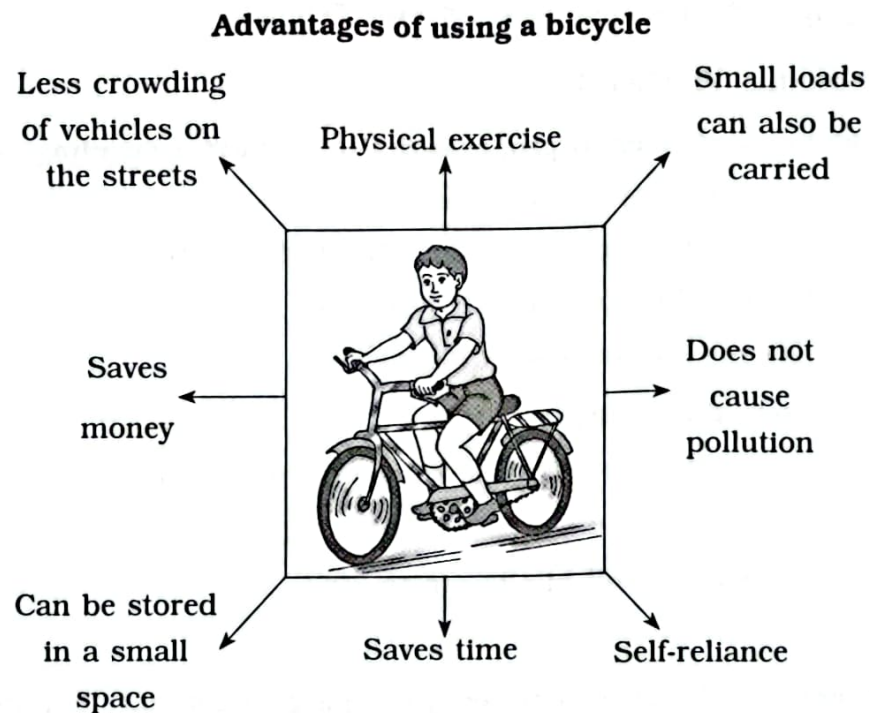 Advantages of using a bicycle
Less crowding
of vehicles on
the streets
Physical exercise
Small loads
can also be
carried
Saves
money
Does not
cause
pollution
Can be stored
in a small
space
Saves time
Self-reliance